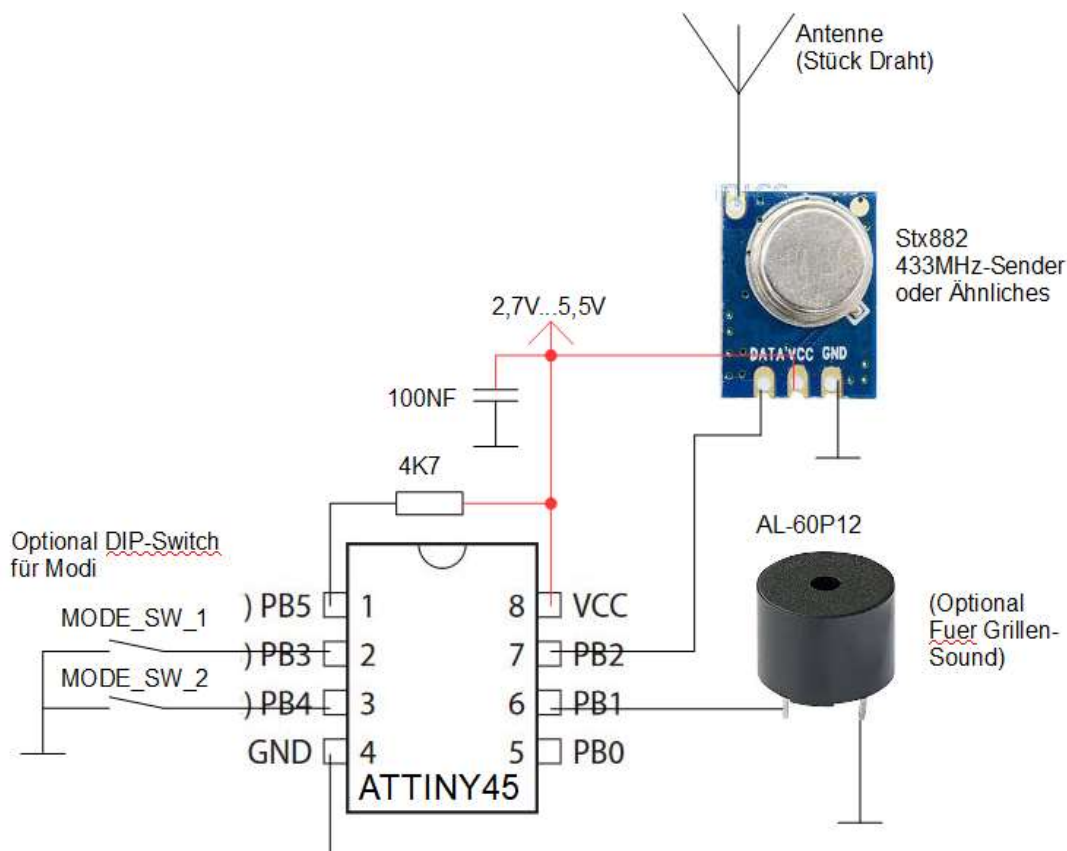 Antenne
(Stück Draht)
Stx882
433MHz-Sender
oder Ähnliches
2,7V...5,5V
DATA VCC GND
100NF
4K7
AL-60P12
Optional DIP-Switch
für Modi
(Optional
Fuer Grillen-
Sound)
MODE_SW_1
MODE_SW_2
) PB5 1 8 VCC
) PB3 2 7 PB2
) PB4 3 6 PB1
GND 4 5 PB0
ATTINY45